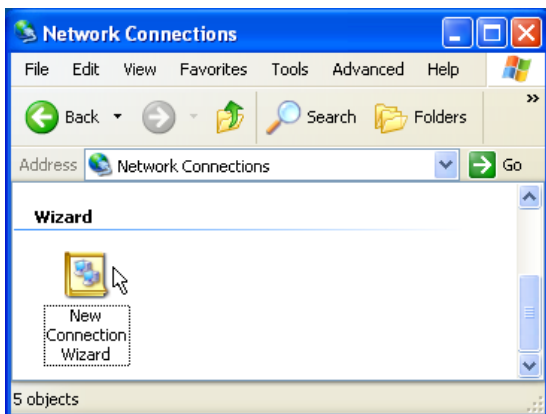 Network Connections
File Edit View Favorites Tools Advanced Help
Back Search Folders »
Address Network Connections Go
Wizard
New
Connection
Wizard
5 objects